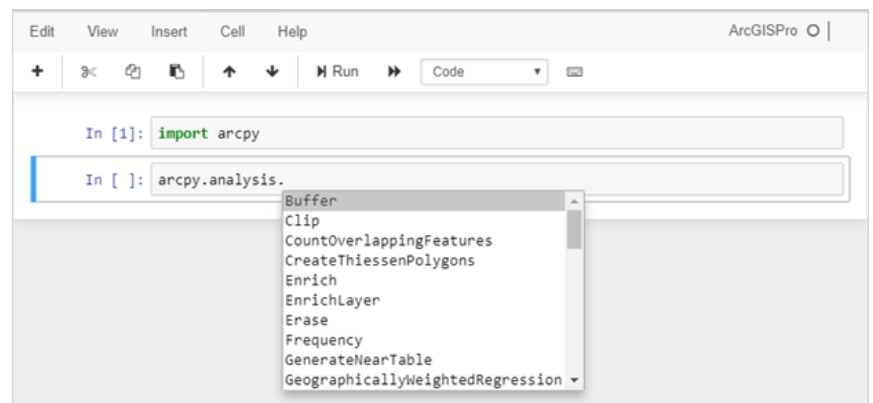 Edit View Insert Cell Help ArcGISPro
Run Code
In [1]: import arcpy
In [ ]: arcpy.analysis.
Buffer
Clip
CountOverlappingFeatures
CreateThiessenPolygons
Enrich
EnrichLayer
Erase
Frequency
GenerateNearTable
GeographicallyWeightedRegression